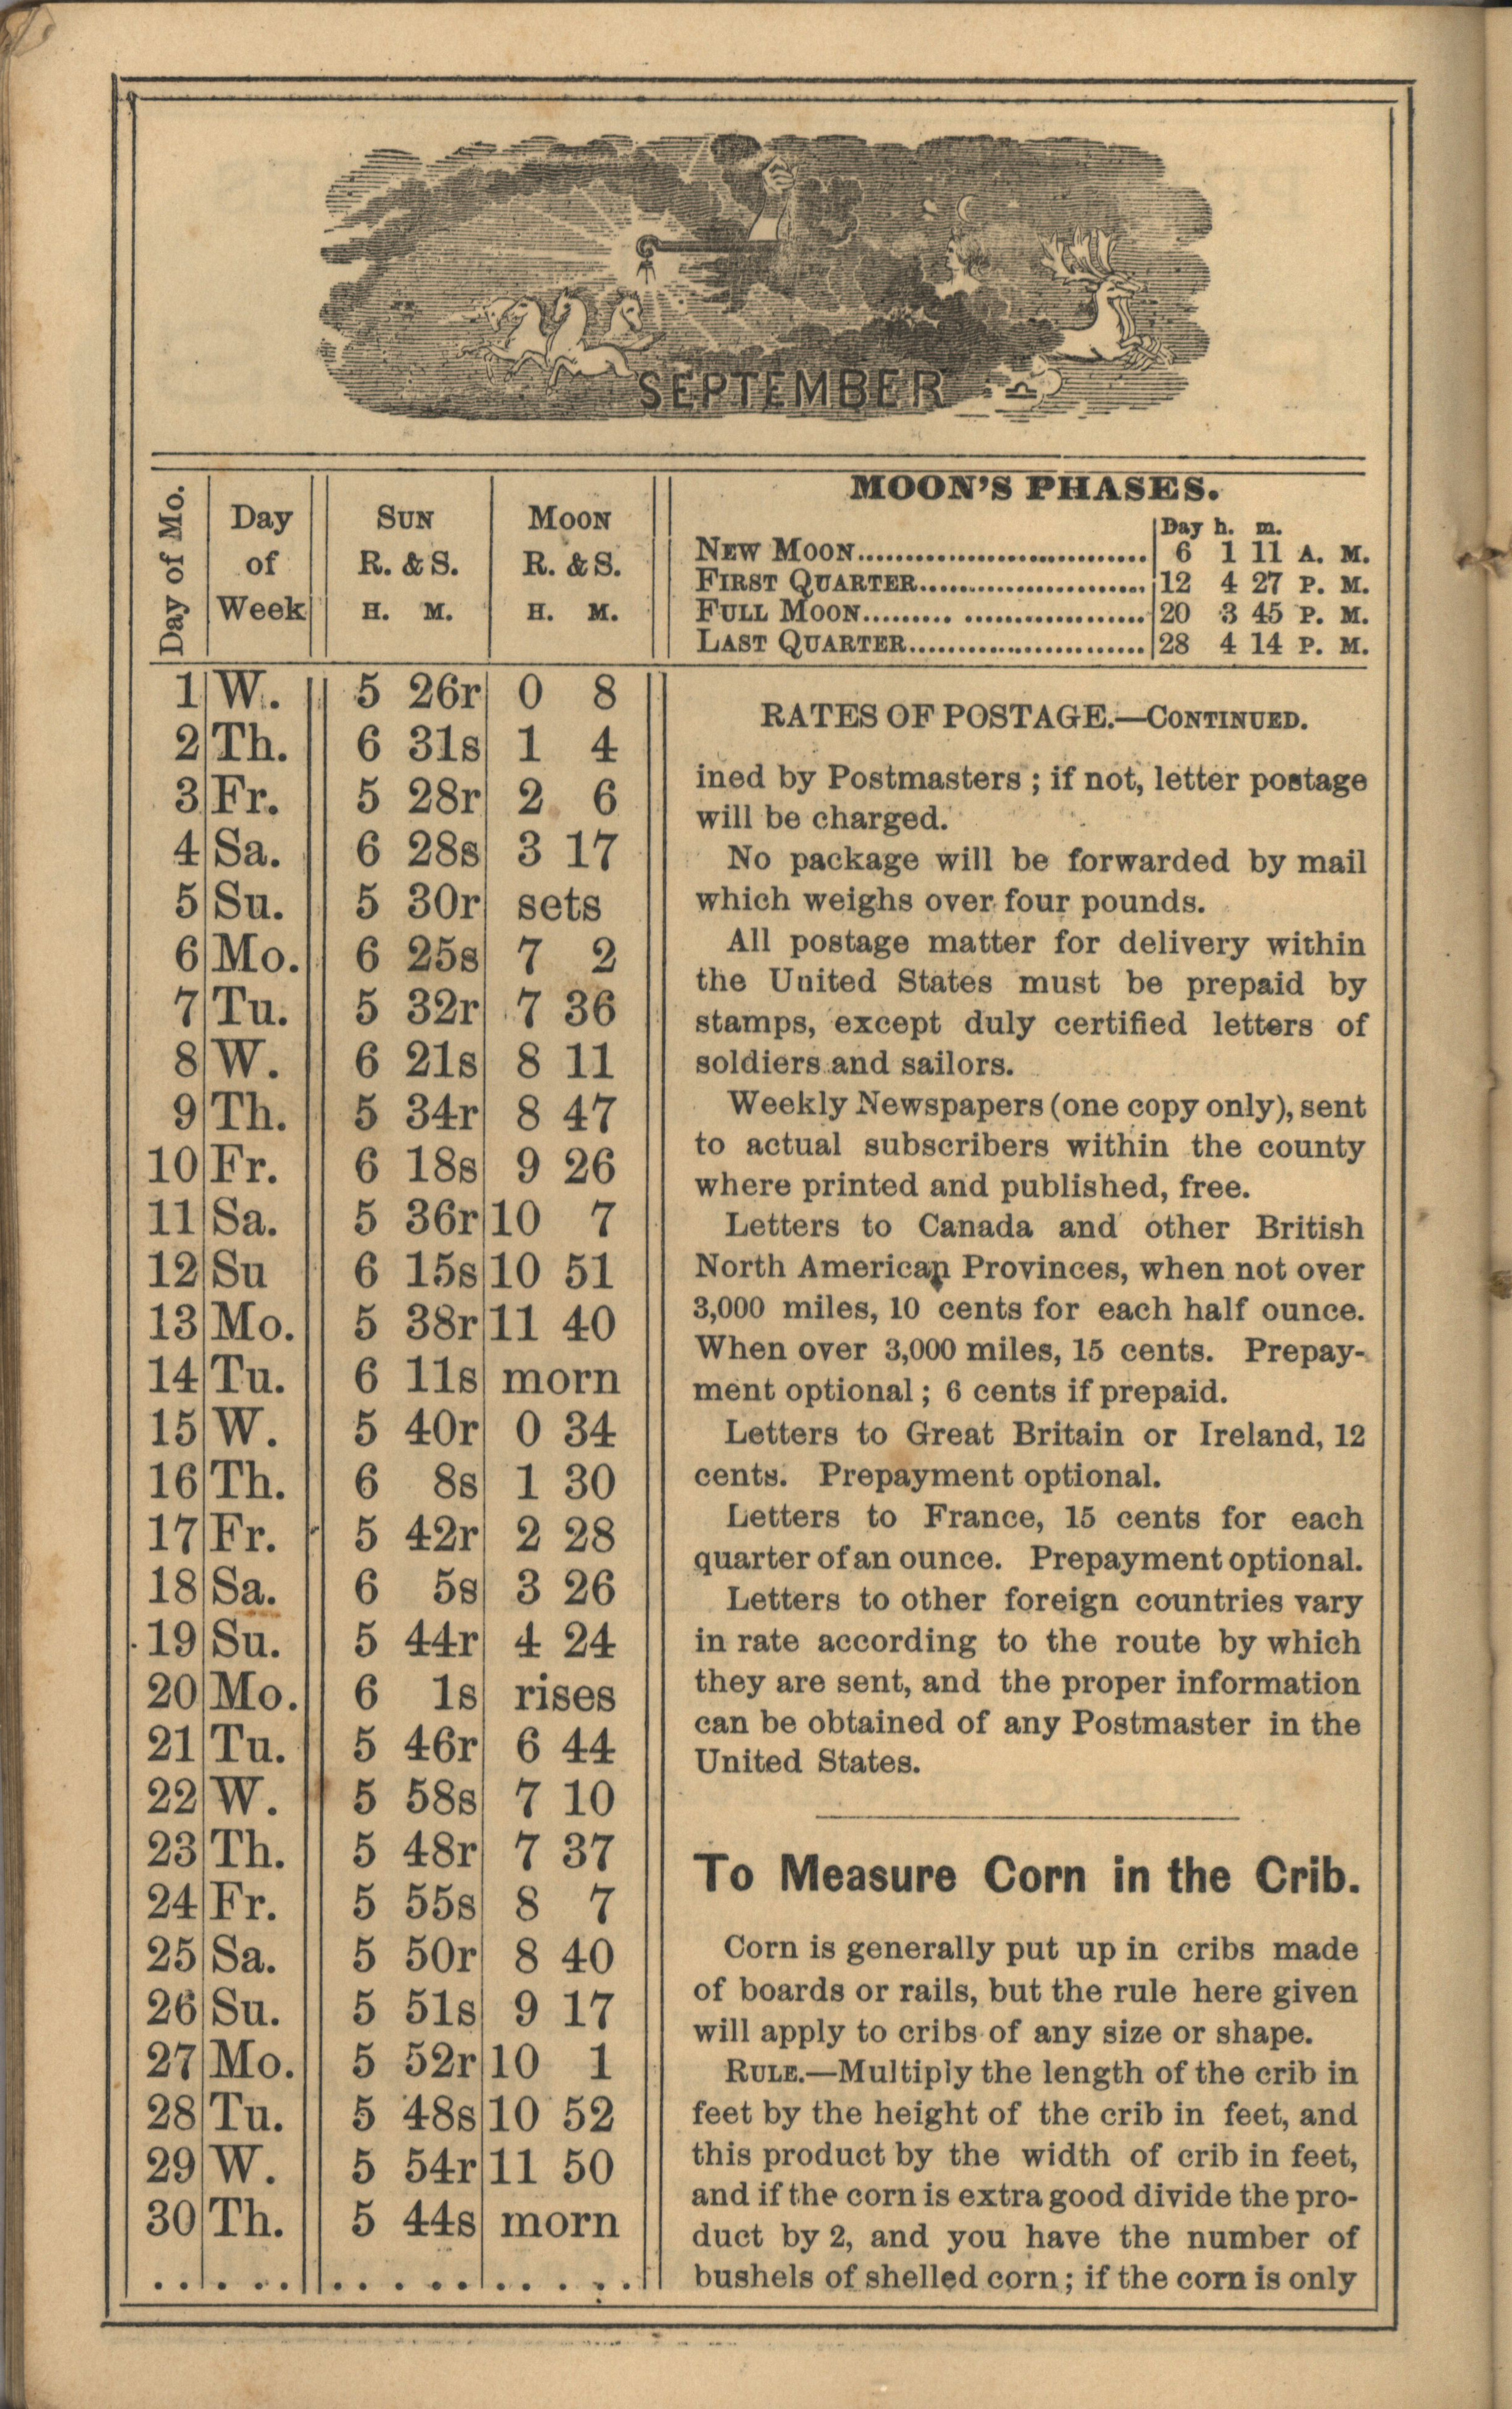 SEPTEMBER ♎
Day of Mo.
Day
of
Week
SUN
R. & S.
H. M.
MOON
R. & S.
H. M.
MOON'S PHASES.
Day h. m.
NEW MOON.............................. 6 1 11 A. M.
FIRST QUARTER....................... 12 4 27 P. M.
FULL MOON......... ................... 20 3 45 P. M.
LAST QUARTER........................ 28 4 14 P. M.
1 W. 5 26r 0 8
2 Th. 6 31s 1 4
3 Fr. 5 28r 2 6
4 Sa. 6 28s 3 17
5 Su. 5 30r sets
6 Mo. 6 25s 7 2
7 Tu. 5 32r 7 36
8 W. 6 21s 8 11
9 Th. 5 34r 8 47
10 Fr. 6 18s 9 26
11 Sa. 5 36r 10 7
12 Su 6 15s 10 51
13 Mo. 5 38r 11 40
14 Tu. 6 11s morn
15 W. 5 40r 0 34
16 Th. 6 8s 1 30
17 Fr. 5 42r 2 28
18 Sa. 6 5s 3 26
19 Su. 5 44r 4 24
20 Mo. 6 1s rises
21 Tu. 5 46r 6 44
22 W. 5 58s 7 10
23 Th. 5 48r 7 37
24 Fr. 5 55s 8 7
25 Sa. 5 50r 8 40
26 Su. 5 51s 9 17
27 Mo. 5 52r 10 1
28 Tu. 5 48s 10 52
29 W. 5 54r 11 50
30 Th. 5 44s morn
RATES OF POSTAGE.—CONTINUED.
ined by Postmasters ; if not, letter postage
will be charged.
No package will be forwarded by mail
which weighs over four pounds.
All postage matter for delivery within
the United States must be prepaid by
stamps, except duly certified letters of
soldiers and sailors.
Weekly Newspapers (one copy only), sent
to actual subscribers within the county
where printed and published, free.
Letters to Canada and other British
North American Provinces, when not over
3,000 miles, 10 cents for each half ounce.
When over 3,000 miles, 15 cents. Prepay-
ment optional ; 6 cents if prepaid.
Letters to Great Britain or Ireland, 12
cents. Prepayment optional.
Letters to France, 15 cents for each
quarter of an ounce. Prepayment optional.
Letters to other foreign countries vary
in rate according to the route by which
they are sent, and the proper information
can be obtained of any Postmaster in the
United States.
To Measure Corn in the Crib.
Corn is generally put up in cribs made
of boards or rails, but the rule here given
will apply to cribs of any size or shape.
RULE.—Multiply the length of the crib in
feet by the height of the crib in feet, and
this product by the width of crib in feet,
and if the corn is extra good divide the pro-
duct by 2, and you have the number of
bushels of shelled corn ; if the corn is only